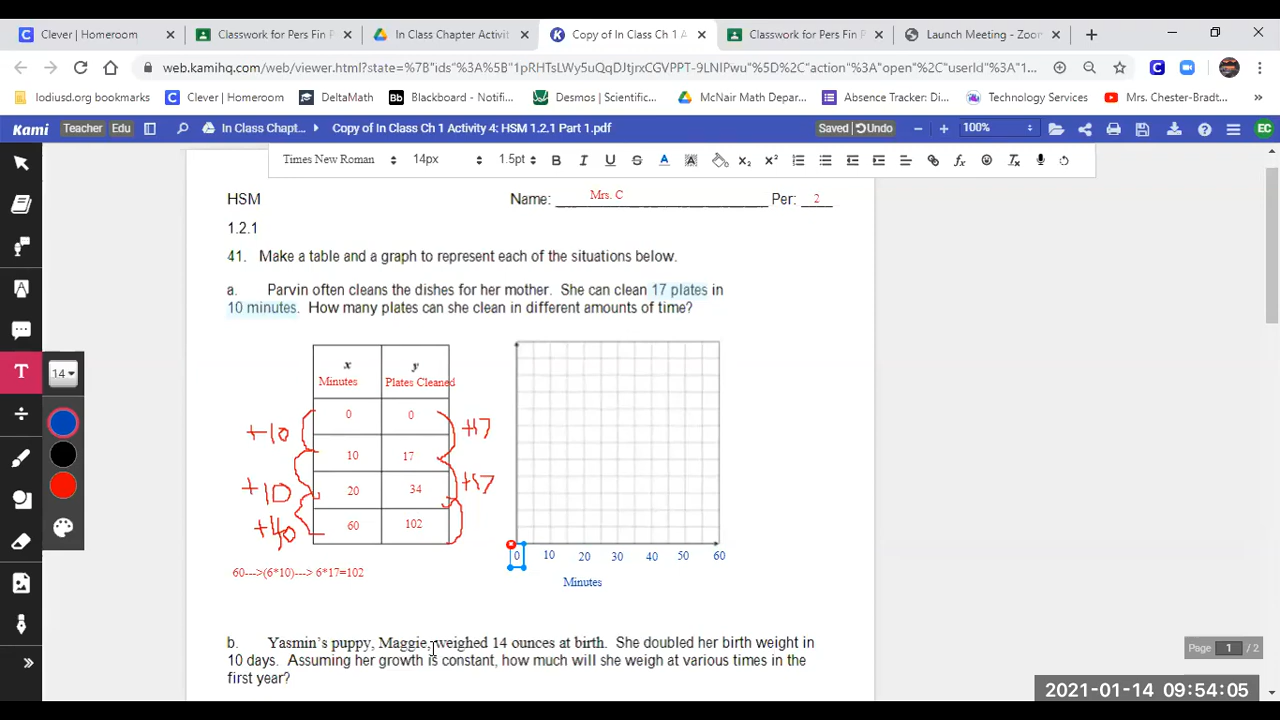 Clever | Homeroom
Classwork for Pers Fin P
In Class Chapter Activit
Copy of In Class Ch 1 A
Classwork for Pers Fin P
Launch Meeting - Zoo
web.kamihq.com/web/viewer.html?state=%7B"ids"%3A%5B"1pRHTsLWy5uQqDJtjrxCGVPPT-9LNIPwu"%5D%2C"action"%3A"open"%2C"userId"%3A"1...
lodiusd.org bookmarks
Clever | Homeroom
DeltaMath
Bb Blackboard - Notifi...
Desmos | Scientific...
McNair Math Depar...
Absence Tracker: Di...
Technology Services
Mrs. Chester-Bradt...
Kami Teacher Edu
In Class Chapt...
Copy of In Class Ch 1 Activity 4: HSM 1.2.1 Part 1.pdf
Saved Undo
100%
EC
Times New Roman 14px 1.5pt B I U S A A X₂ X²
HSM Name: Mrs. C Per: 2
1.2.1
41. Make a table and a graph to represent each of the situations below.
a. Parvin often cleans the dishes for her mother. She can clean 17 plates in
10 minutes. How many plates can she clean in different amounts of time?
T
14
x y
Minutes Plates Cleaned
0 0
10 17
20 34
60 102
+10
+10
+40
+17
+17
0 10 20 30 40 50 60
Minutes
60--->(6*10)---> 6*17=102
b. Yasmin's puppy, Maggie, weighed 14 ounces at birth. She doubled her birth weight in
10 days. Assuming her growth is constant, how much will she weigh at various times in the
first year?
Page 1 / 2
2021-01-14 09:54:05